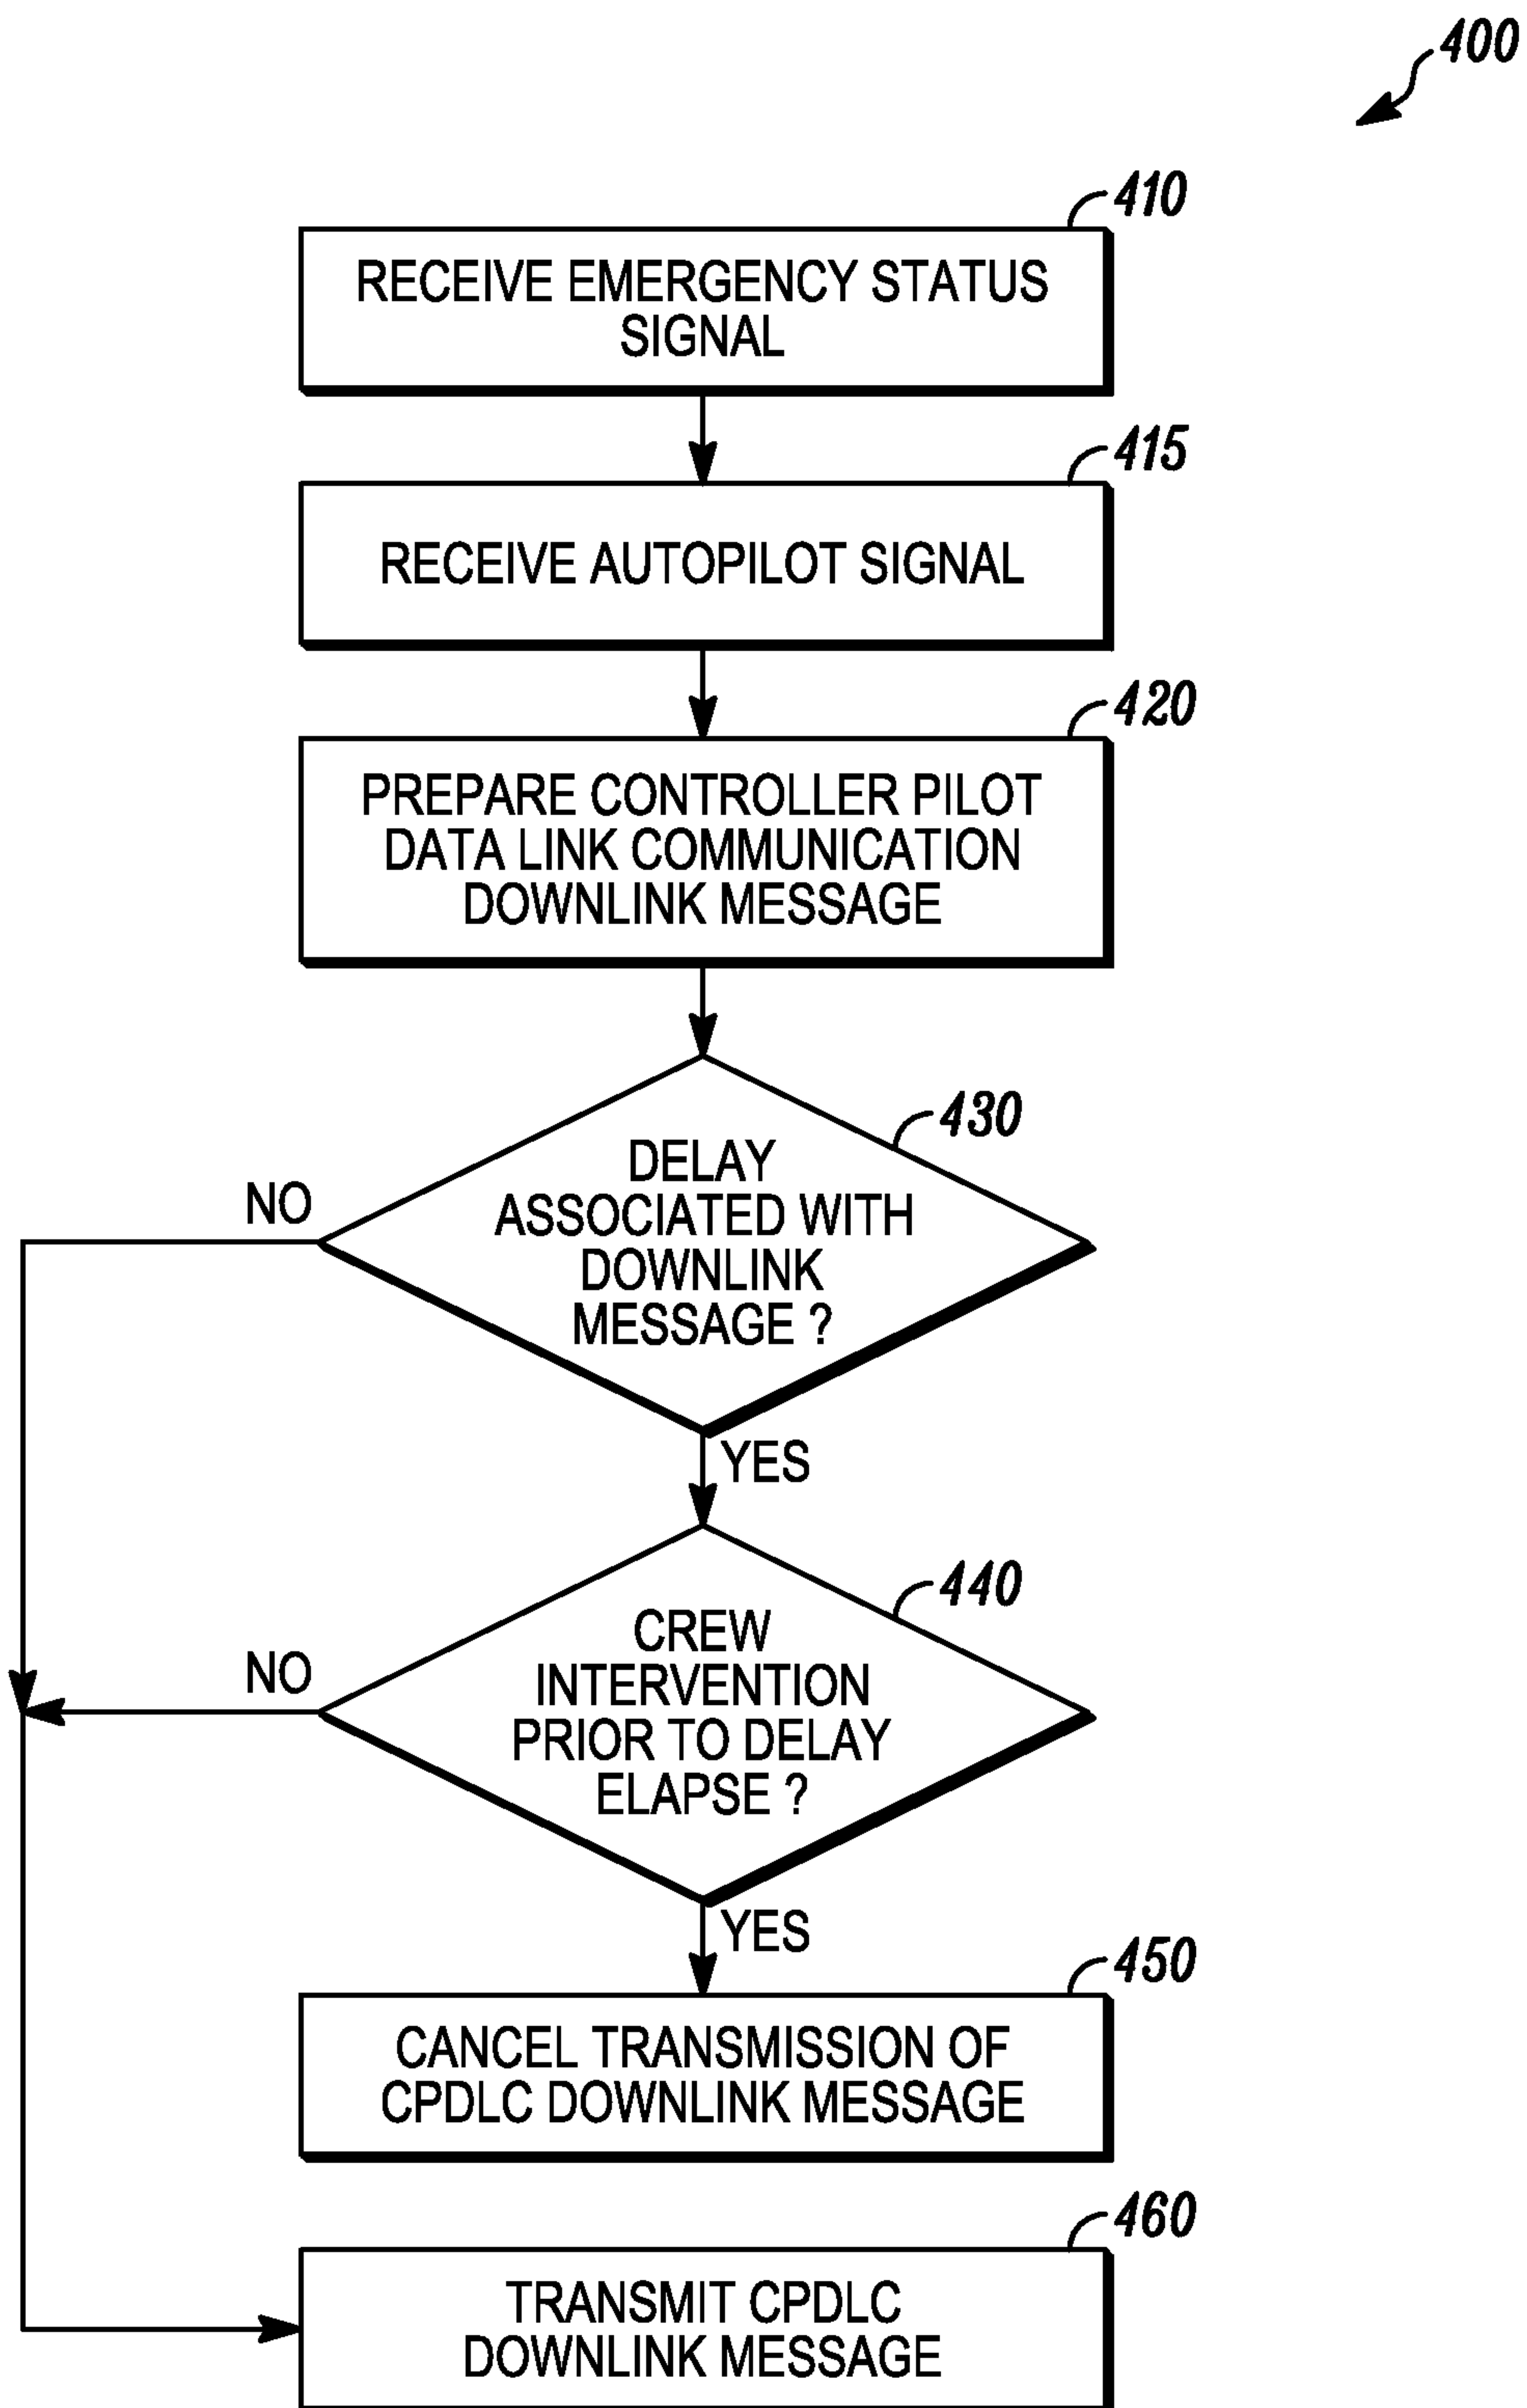 400
410
RECEIVE EMERGENCY STATUS
SIGNAL
415
RECEIVE AUTOPILOT SIGNAL
420
PREPARE CONTROLLER PILOT
DATA LINK COMMUNICATION
DOWNLINK MESSAGE
430
DELAY
ASSOCIATED WITH
DOWNLINK
MESSAGE ?
NO
YES
440
CREW
INTERVENTION
PRIOR TO DELAY
ELAPSE ?
NO
YES
450
CANCEL TRANSMISSION OF
CPDLC DOWNLINK MESSAGE
460
TRANSMIT CPDLC
DOWNLINK MESSAGE